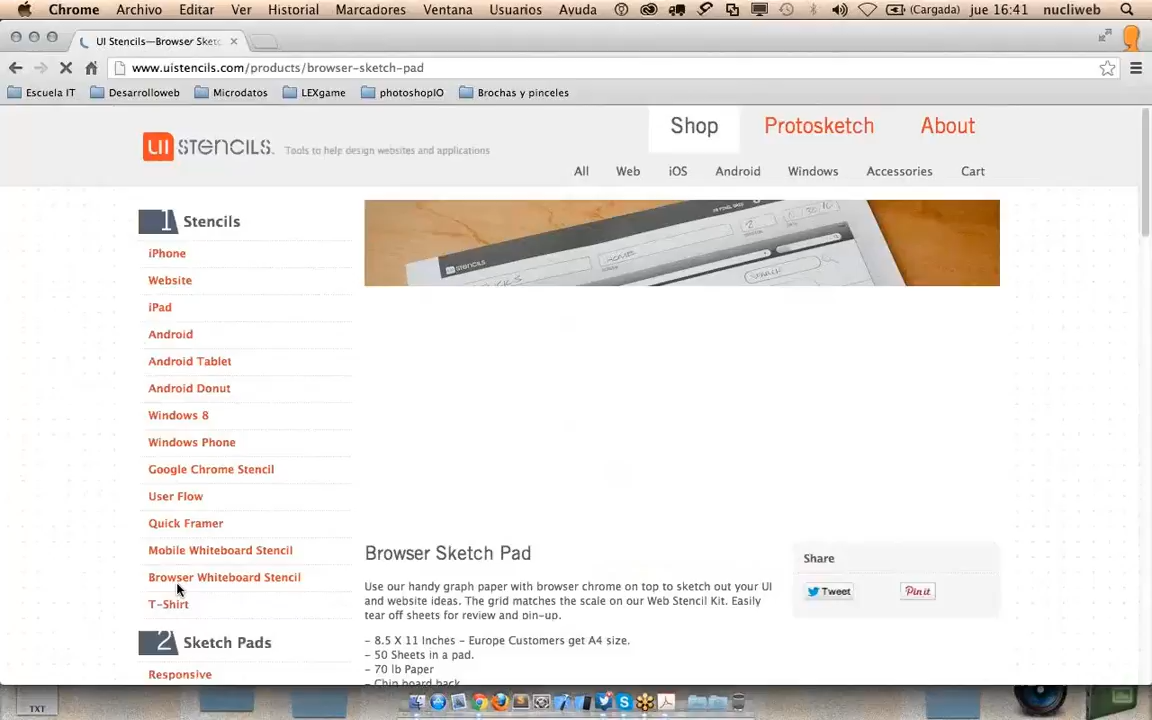 Chrome Archivo Editar Ver Historial Marcadores Ventana Usuarios Ayuda (Cargada) jue 16:41 nucliweb
UI Stencils—Browser Sketc
www.uistencils.com/products/browser-sketch-pad
Escuela IT Desarrolloweb Microdatos LEXgame photoshopIO Brochas y pinceles
Shop Protosketch About
UI STENCILS. Tools to help design websites and applications
All Web iOS Android Windows Accessories Cart
1 Stencils
iPhone
Website
iPad
Android
Android Tablet
Android Donut
Windows 8
Windows Phone
Google Chrome Stencil
User Flow
Quick Framer
Mobile Whiteboard Stencil
Browser Whiteboard Stencil
T-Shirt
2 Sketch Pads
Responsive
UI STENCILS
Browser Sketch Pad
Use our handy graph paper with browser chrome on top to sketch out your UI
and website ideas. The grid matches the scale on our Web Stencil Kit. Easily
tear off sheets for review and pin-up.
- 8.5 X 11 Inches - Europe Customers get A4 size.
- 50 Sheets in a pad.
- 70 lb Paper
- Chip board back
Share
Tweet
Pin it
TXT